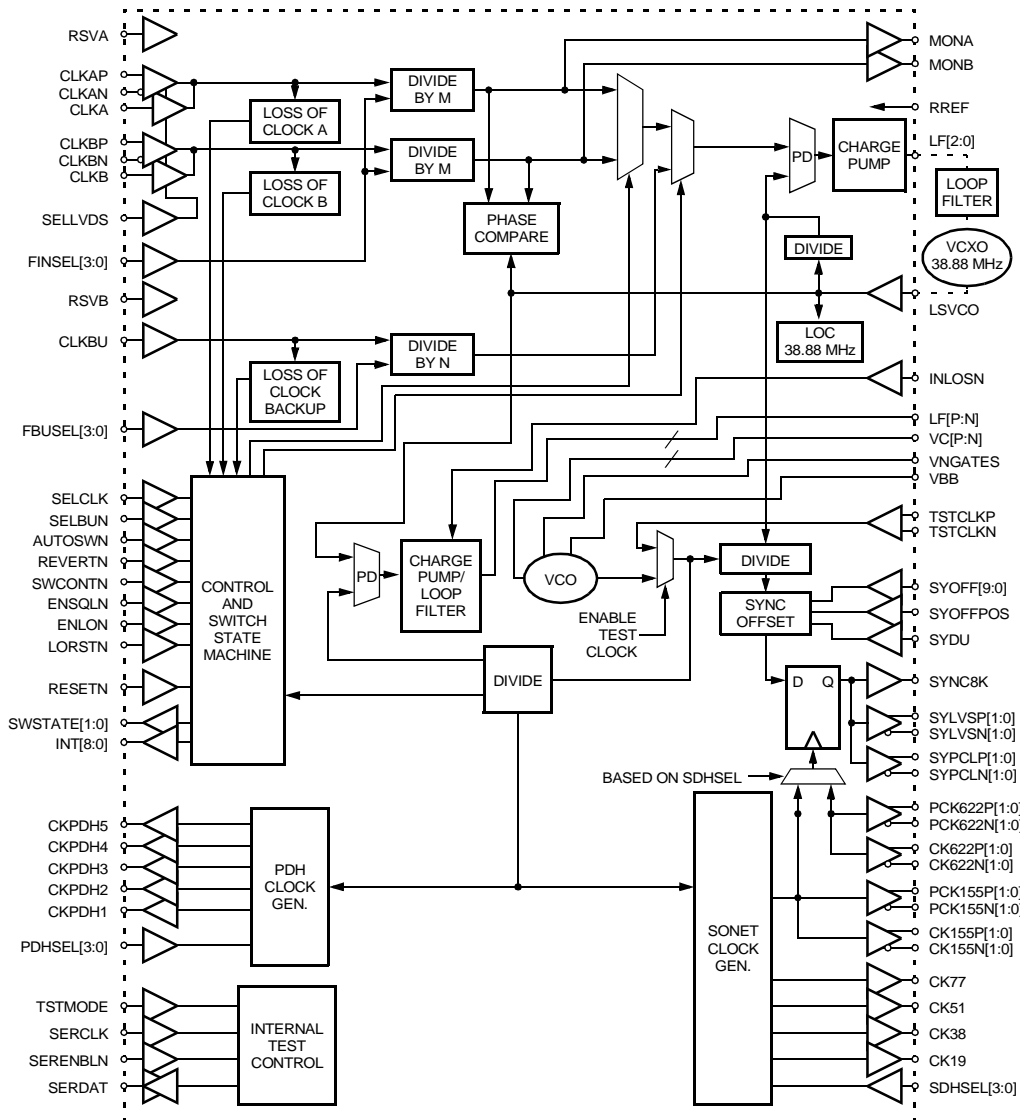 RSVA
CLKAP
CLKAN
CLKA
CLKBP
CLKBN
CLKB
SELLVDS
FINSEL[3:0]
RSVB
CLKBU
FBUSEL[3:0]
SELCLK
SELBUN
AUTOSWN
REVERTN
SWCONTN
ENSQLN
ENLON
LORSTN
RESETN
SWSTATE[1:0]
INT[8:0]
CKPDH5
CKPDH4
CKPDH3
CKPDH2
CKPDH1
PDHSEL[3:0]
TSTMODE
SERCLK
SERENBLN
SERDAT
LOSS OF
CLOCK A
LOSS OF
CLOCK B
LOSS OF
CLOCK
BACKUP
DIVIDE
BY M
DIVIDE
BY M
DIVIDE
BY N
PHASE
COMPARE
CONTROL
AND
SWITCH
STATE
MACHINE
PD
CHARGE
PUMP/
LOOP
FILTER
VCO
ENABLE
TEST
CLOCK
DIVIDE
PDH
CLOCK
GEN.
INTERNAL
TEST
CONTROL
PD
CHARGE
PUMP
DIVIDE
LOC
38.88 MHz
LOOP
FILTER
VCXO
38.88 MHz
DIVIDE
SYNC
OFFSET
D Q
BASED ON SDHSEL
SONET
CLOCK
GEN.
MONA
MONB
RREF
LF[2:0]
LSVCO
INLOSN
LF[P:N]
VC[P:N]
VNGATES
VBB
TSTCLKP
TSTCLKN
SYOFF[9:0]
SYOFFPOS
SYDU
SYNC8K
SYLVSP[1:0]
SYLVSN[1:0]
SYPCLP[1:0]
SYPCLN[1:0]
PCK622P[1:0]
PCK622N[1:0]
CK622P[1:0]
CK622N[1:0]
PCK155P[1:0]
PCK155N[1:0]
CK155P[1:0]
CK155N[1:0]
CK77
CK51
CK38
CK19
SDHSEL[3:0]